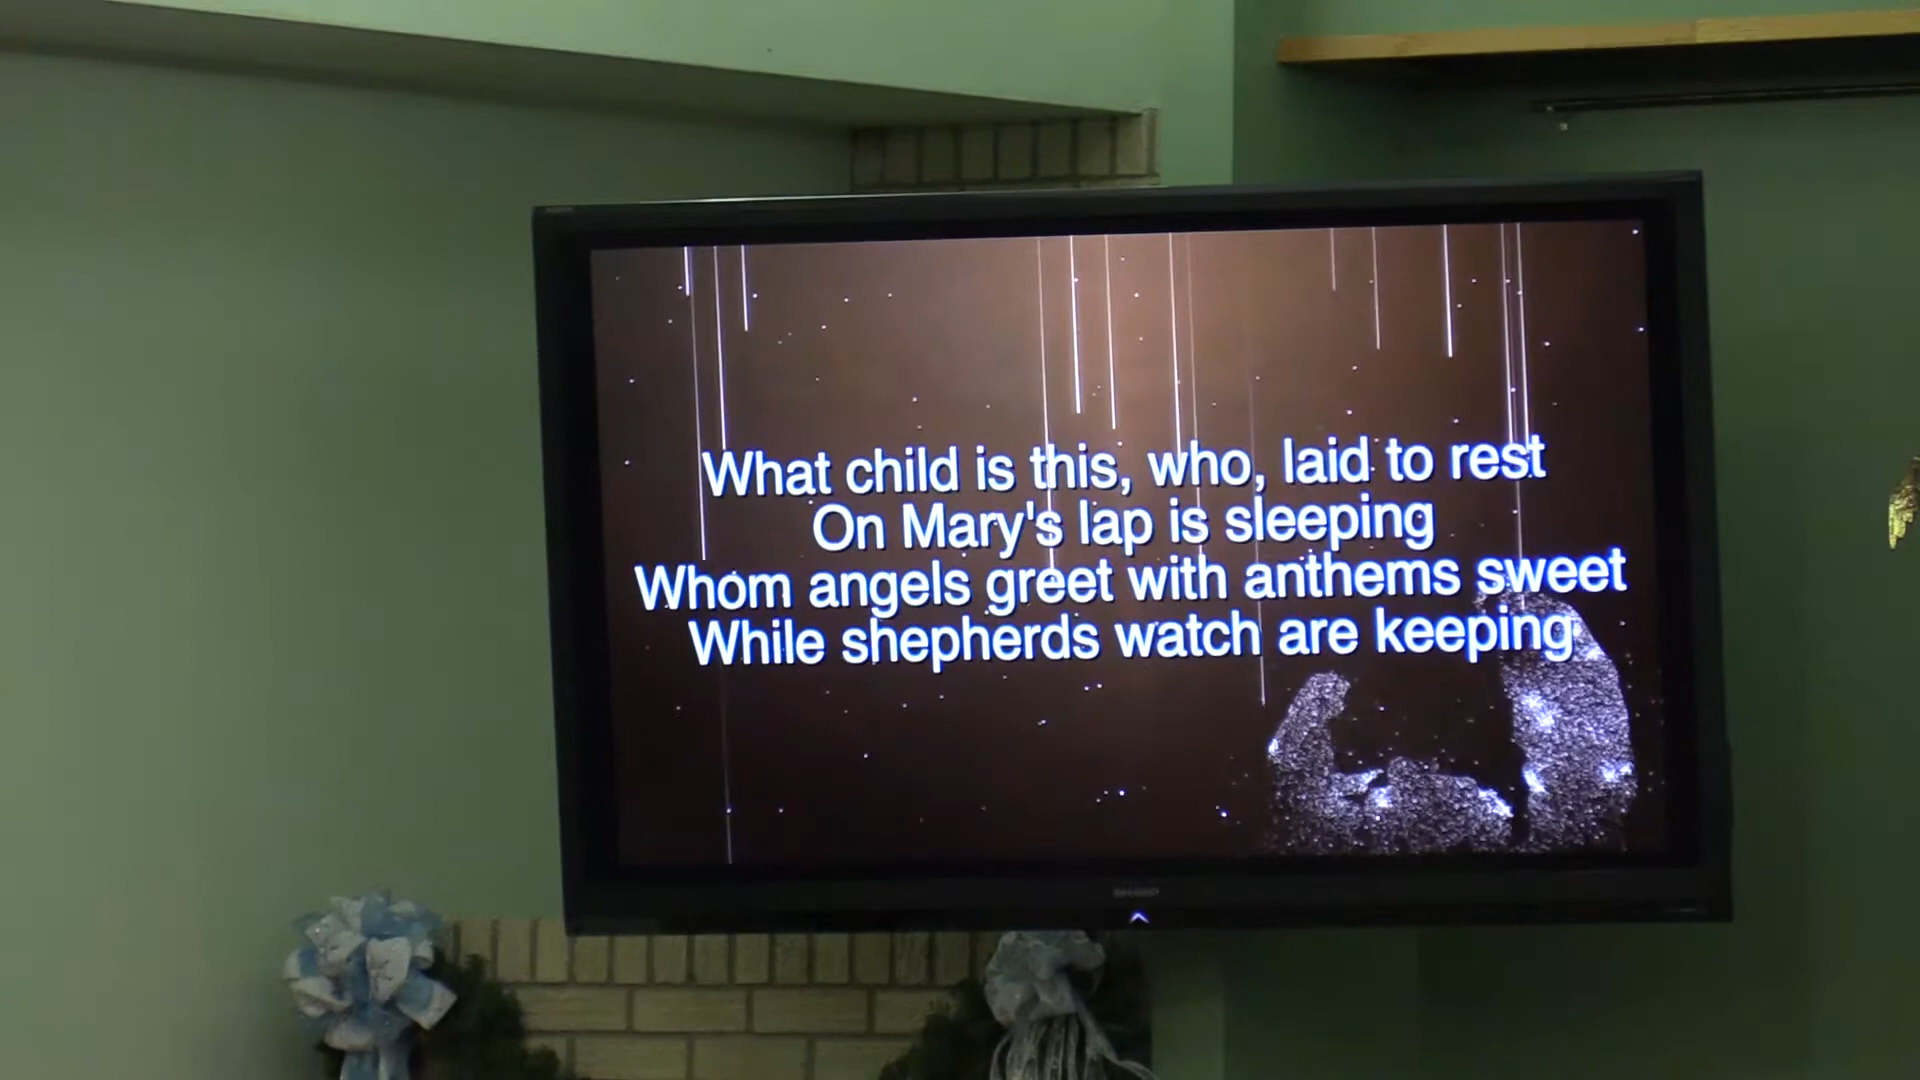 What child is this, who, laid to rest
On Mary's lap is sleeping
Whom angels greet with anthems sweet
While shepherds watch are keeping
SHARP